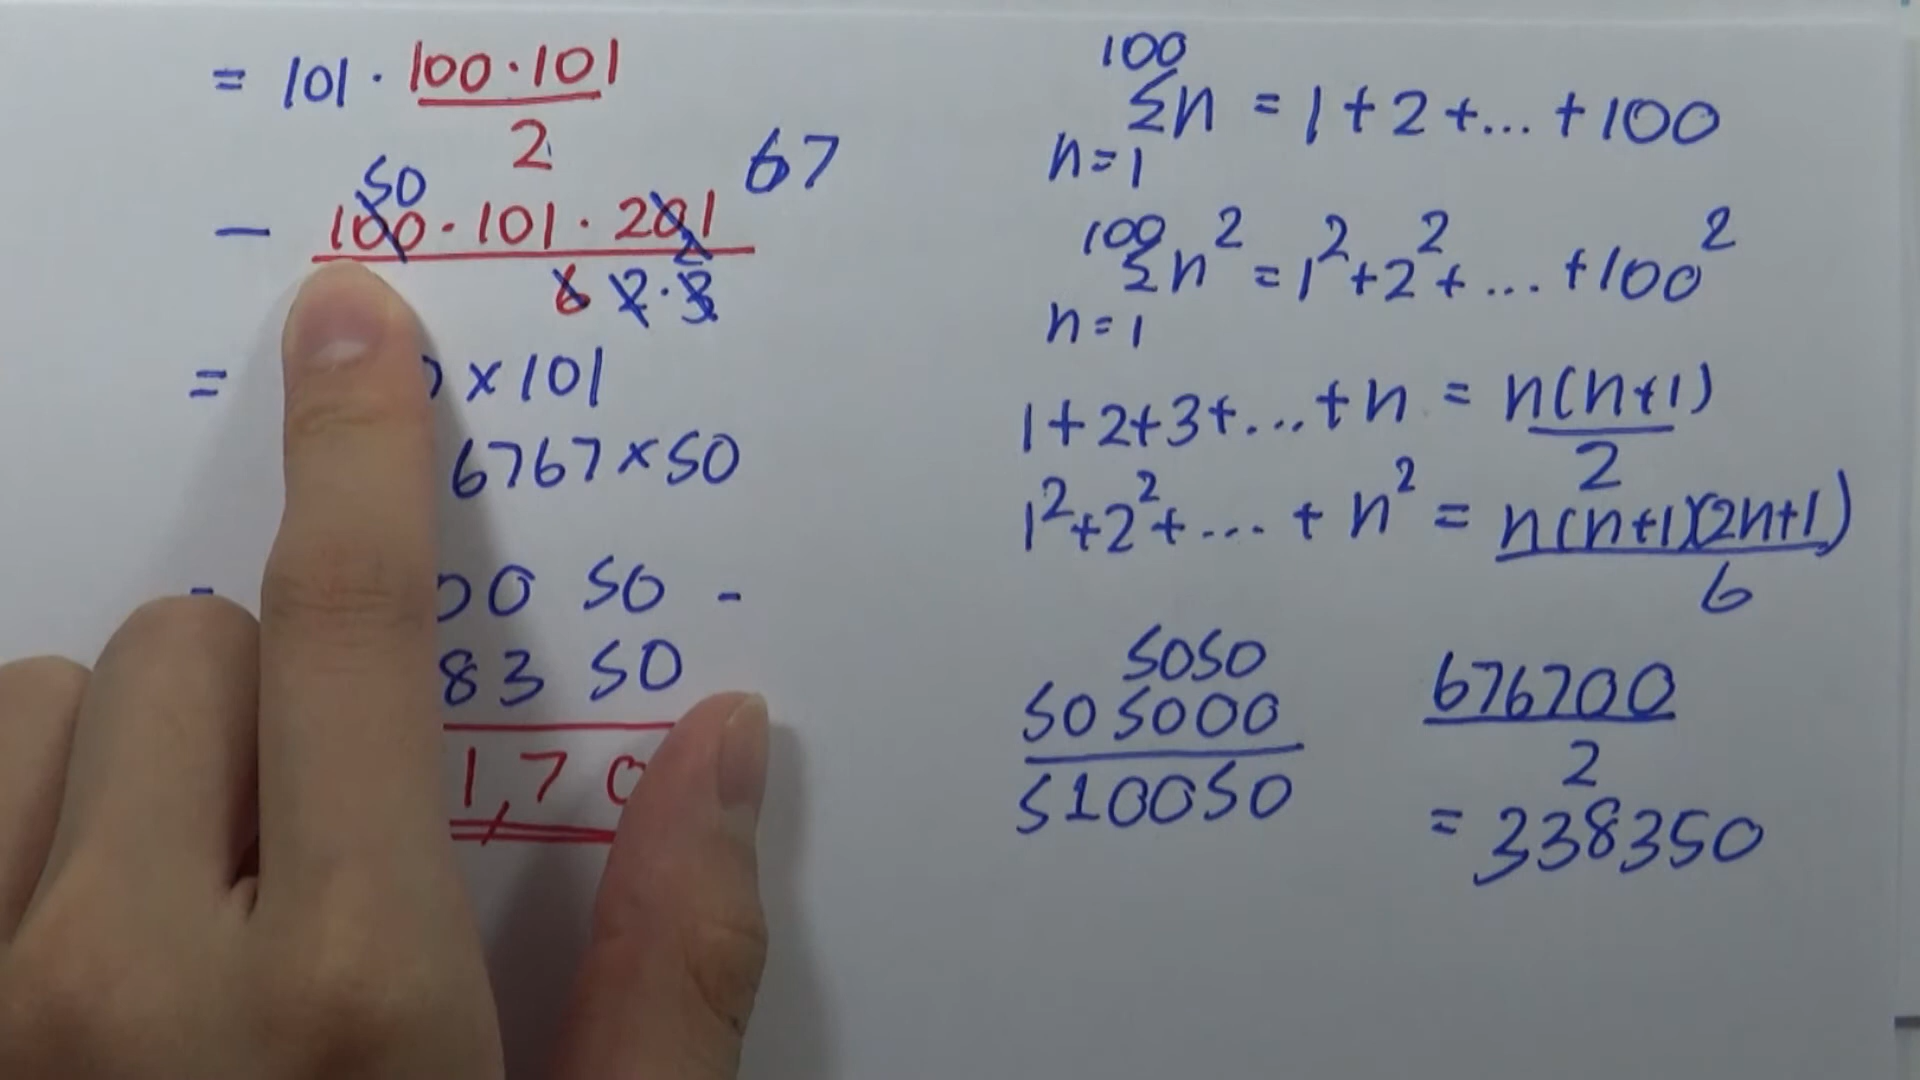 = 101 · 100·101
2
50
- 100·101·201 67
6 2·3
= × 101
6767×50
- 00 50 -
83 50
1,70
100
Σn = 1+2+...+100
n=1
100
Σn² = 1²+2²+...+100²
n=1
1+2+3+...+n = n(n+1)
2
1²+2²+...+n² = n(n+1)(2n+1)
6
5050
505000
510050
676700
2
= 338350